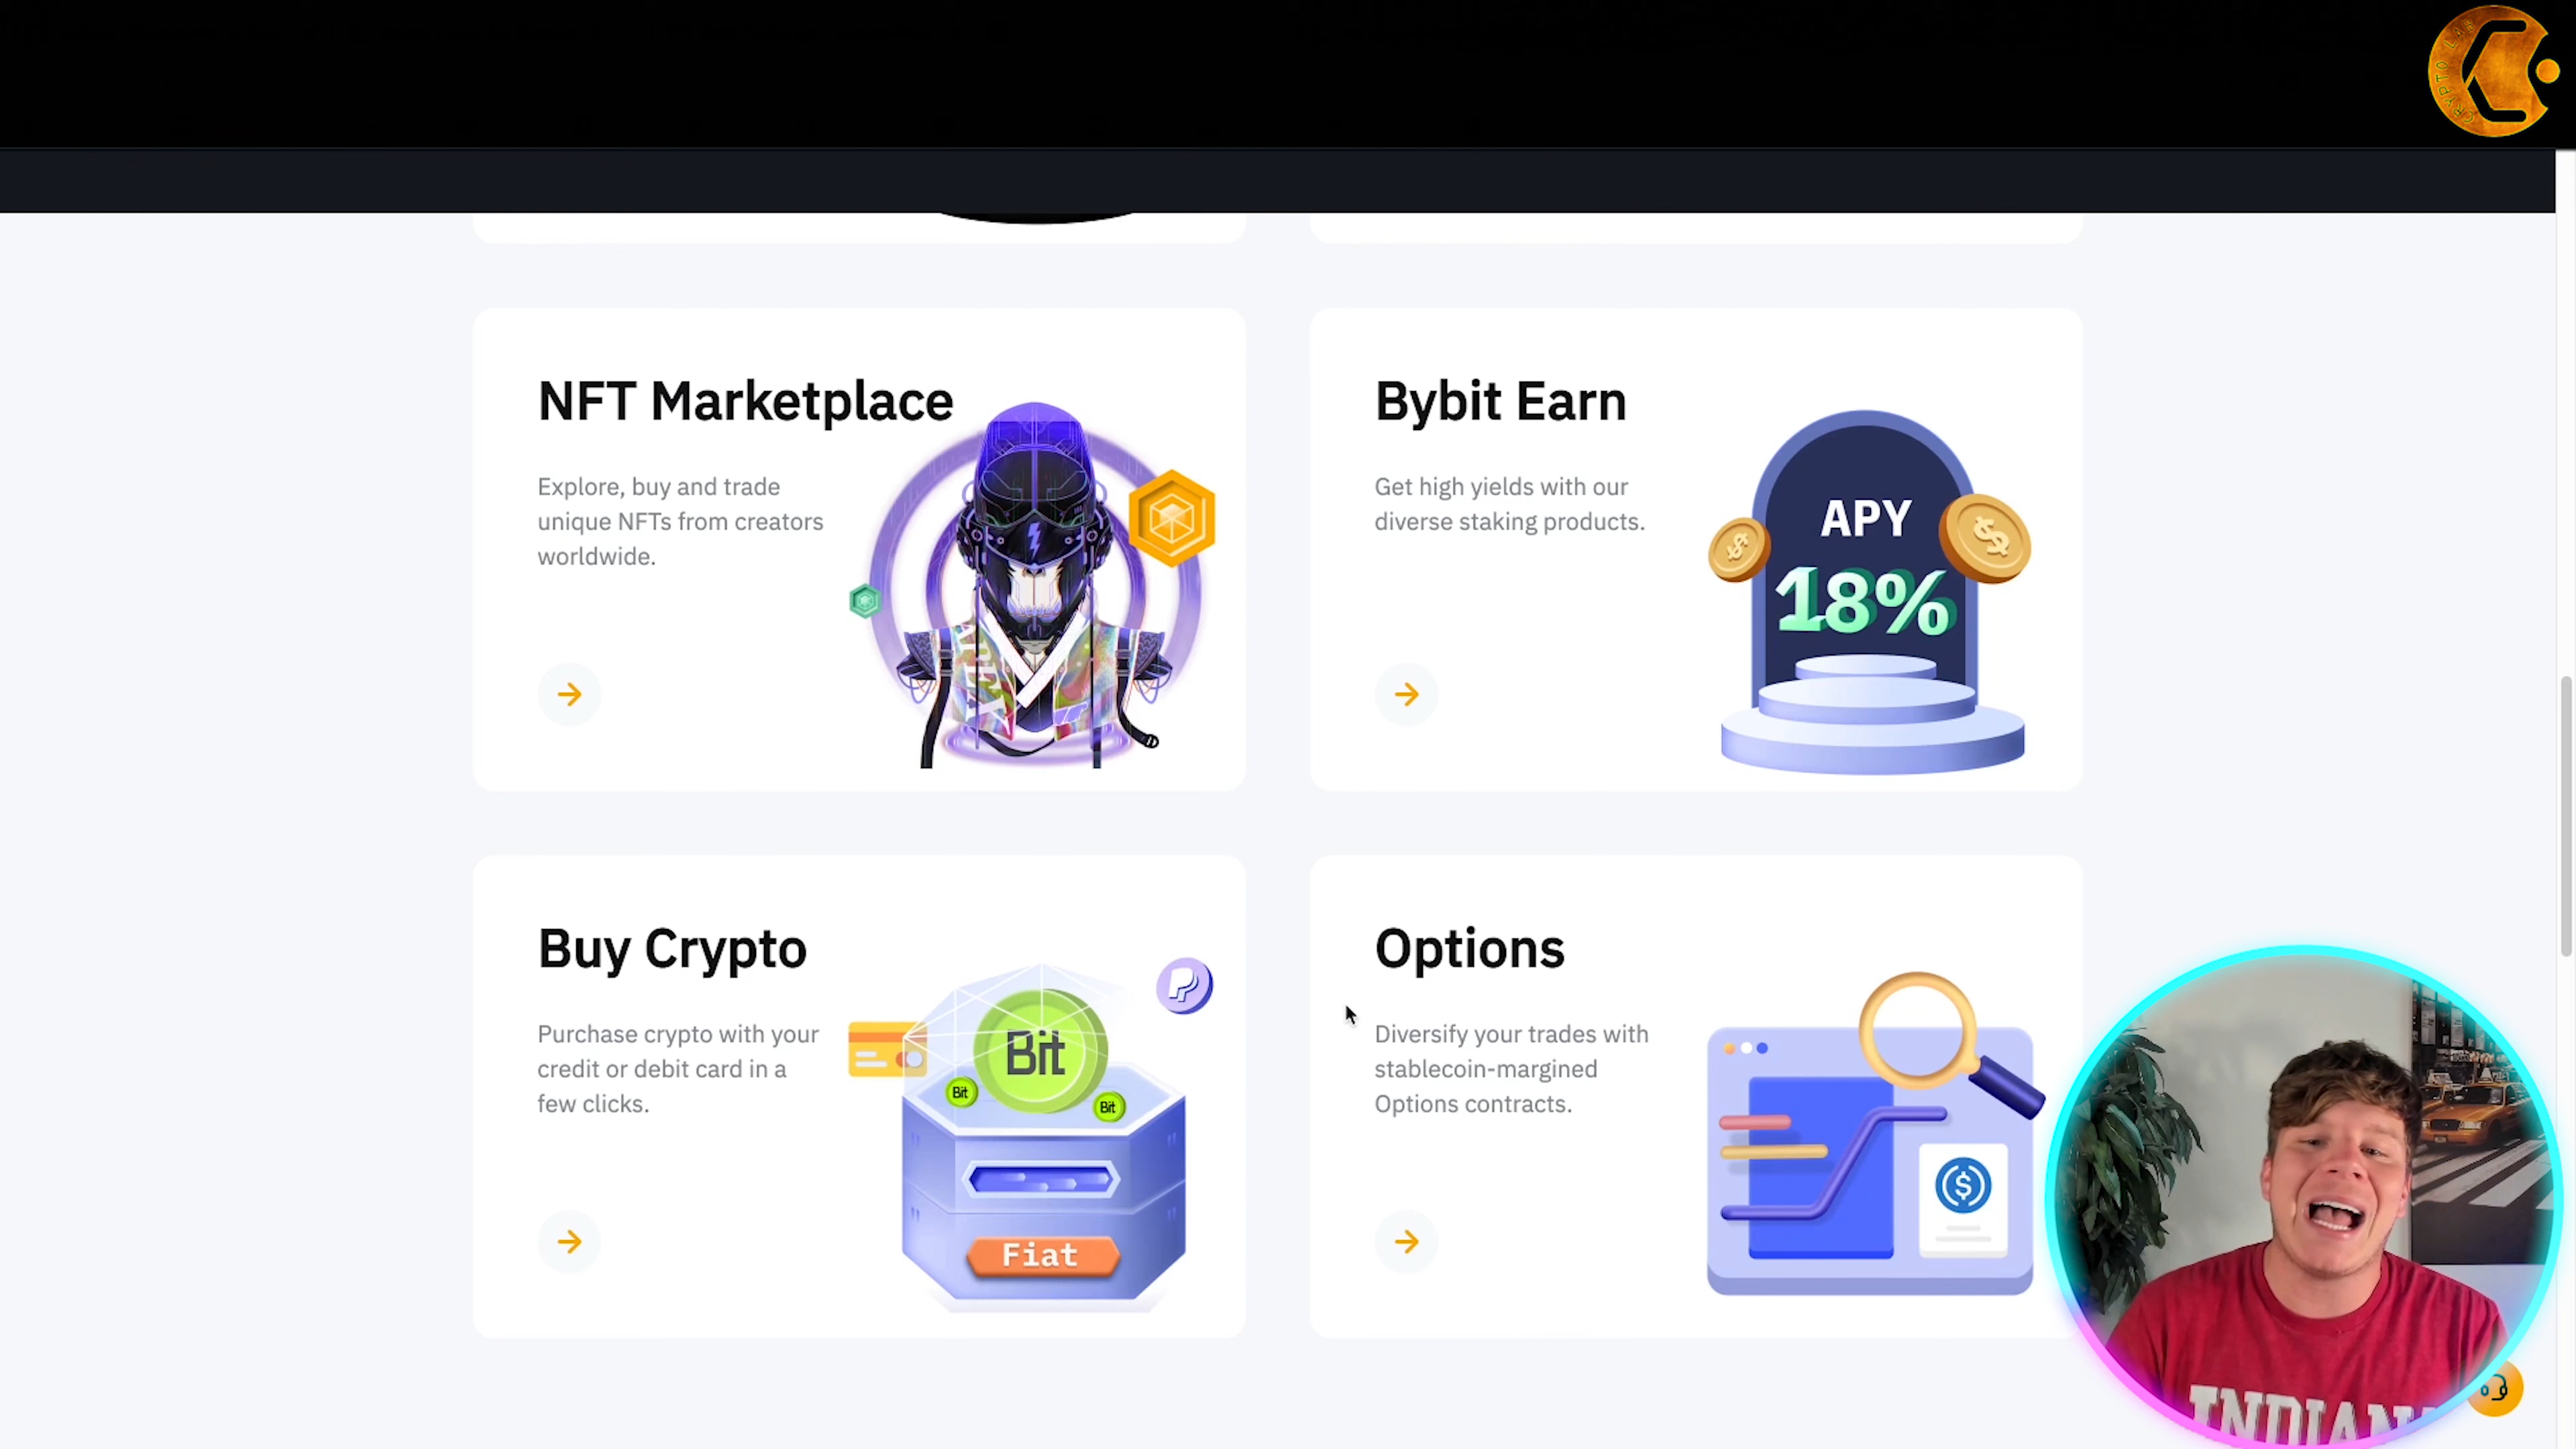 CRYPTO LAB
NFT Marketplace
Explore, buy and trade
unique NFTs from creators
worldwide.
Bybit Earn
Get high yields with our
diverse staking products.
APY
18%
Buy Crypto
Purchase crypto with your
credit or debit card in a
few clicks.
Bit
Bit
Bit
Fiat
Options
Diversify your trades with
stablecoin-margined
Options contracts.
INDIANA